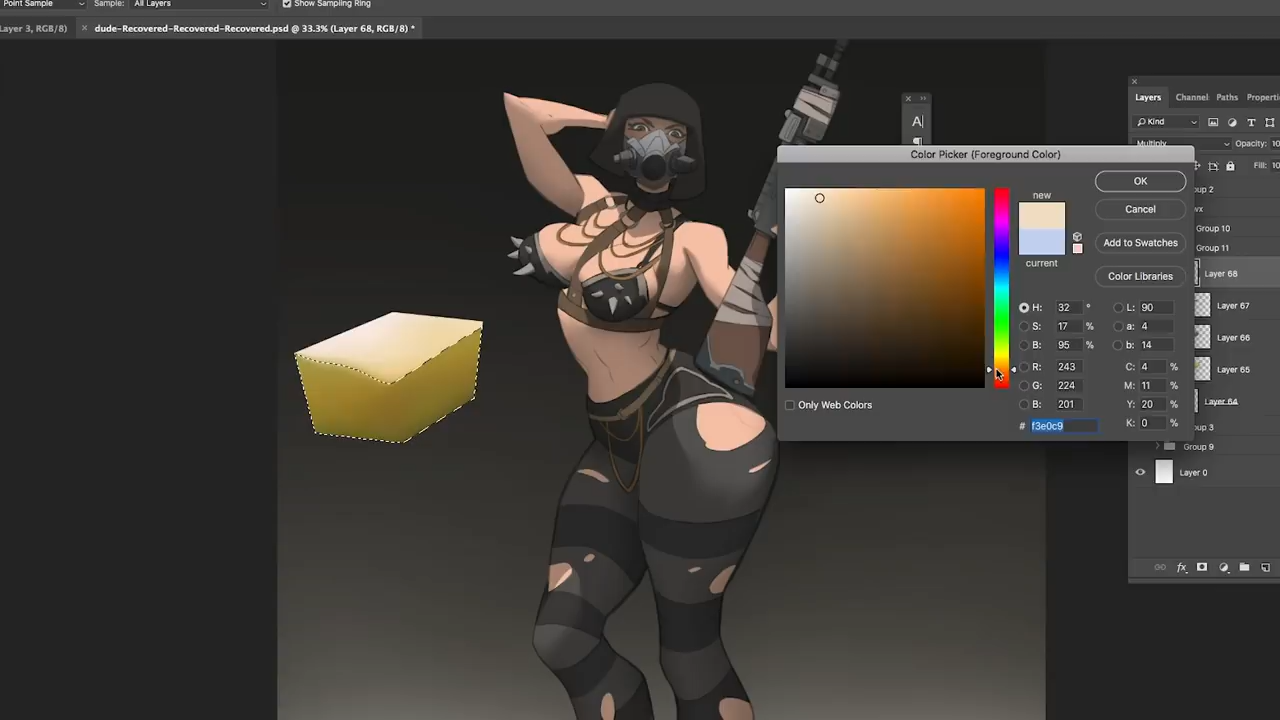 Point Sample Sample: All Layers Show Sampling Ring
Layer 3, RGB/8) × dude-Recovered-Recovered-Recovered.psd @ 33.3% (Layer 68, RGB/8) *
Layers Channel Paths Properti
Kind
Multiply Opacity: 10
Fill: 10
Group 10
Group 11
Layer 68
Layer 67
Layer 66
Layer 65
Layer 64
Group 9
Layer 0
A
Color Picker (Foreground Color)
new
current
OK
Cancel
Add to Swatches
Color Libraries
H: 32 ° L: 90
S: 17 % a: 4
B: 95 % b: 14
R: 243 C: 4 %
G: 224 M: 11 %
B: 201 Y: 20 %
K: 0 %
# f3e0c9
Only Web Colors